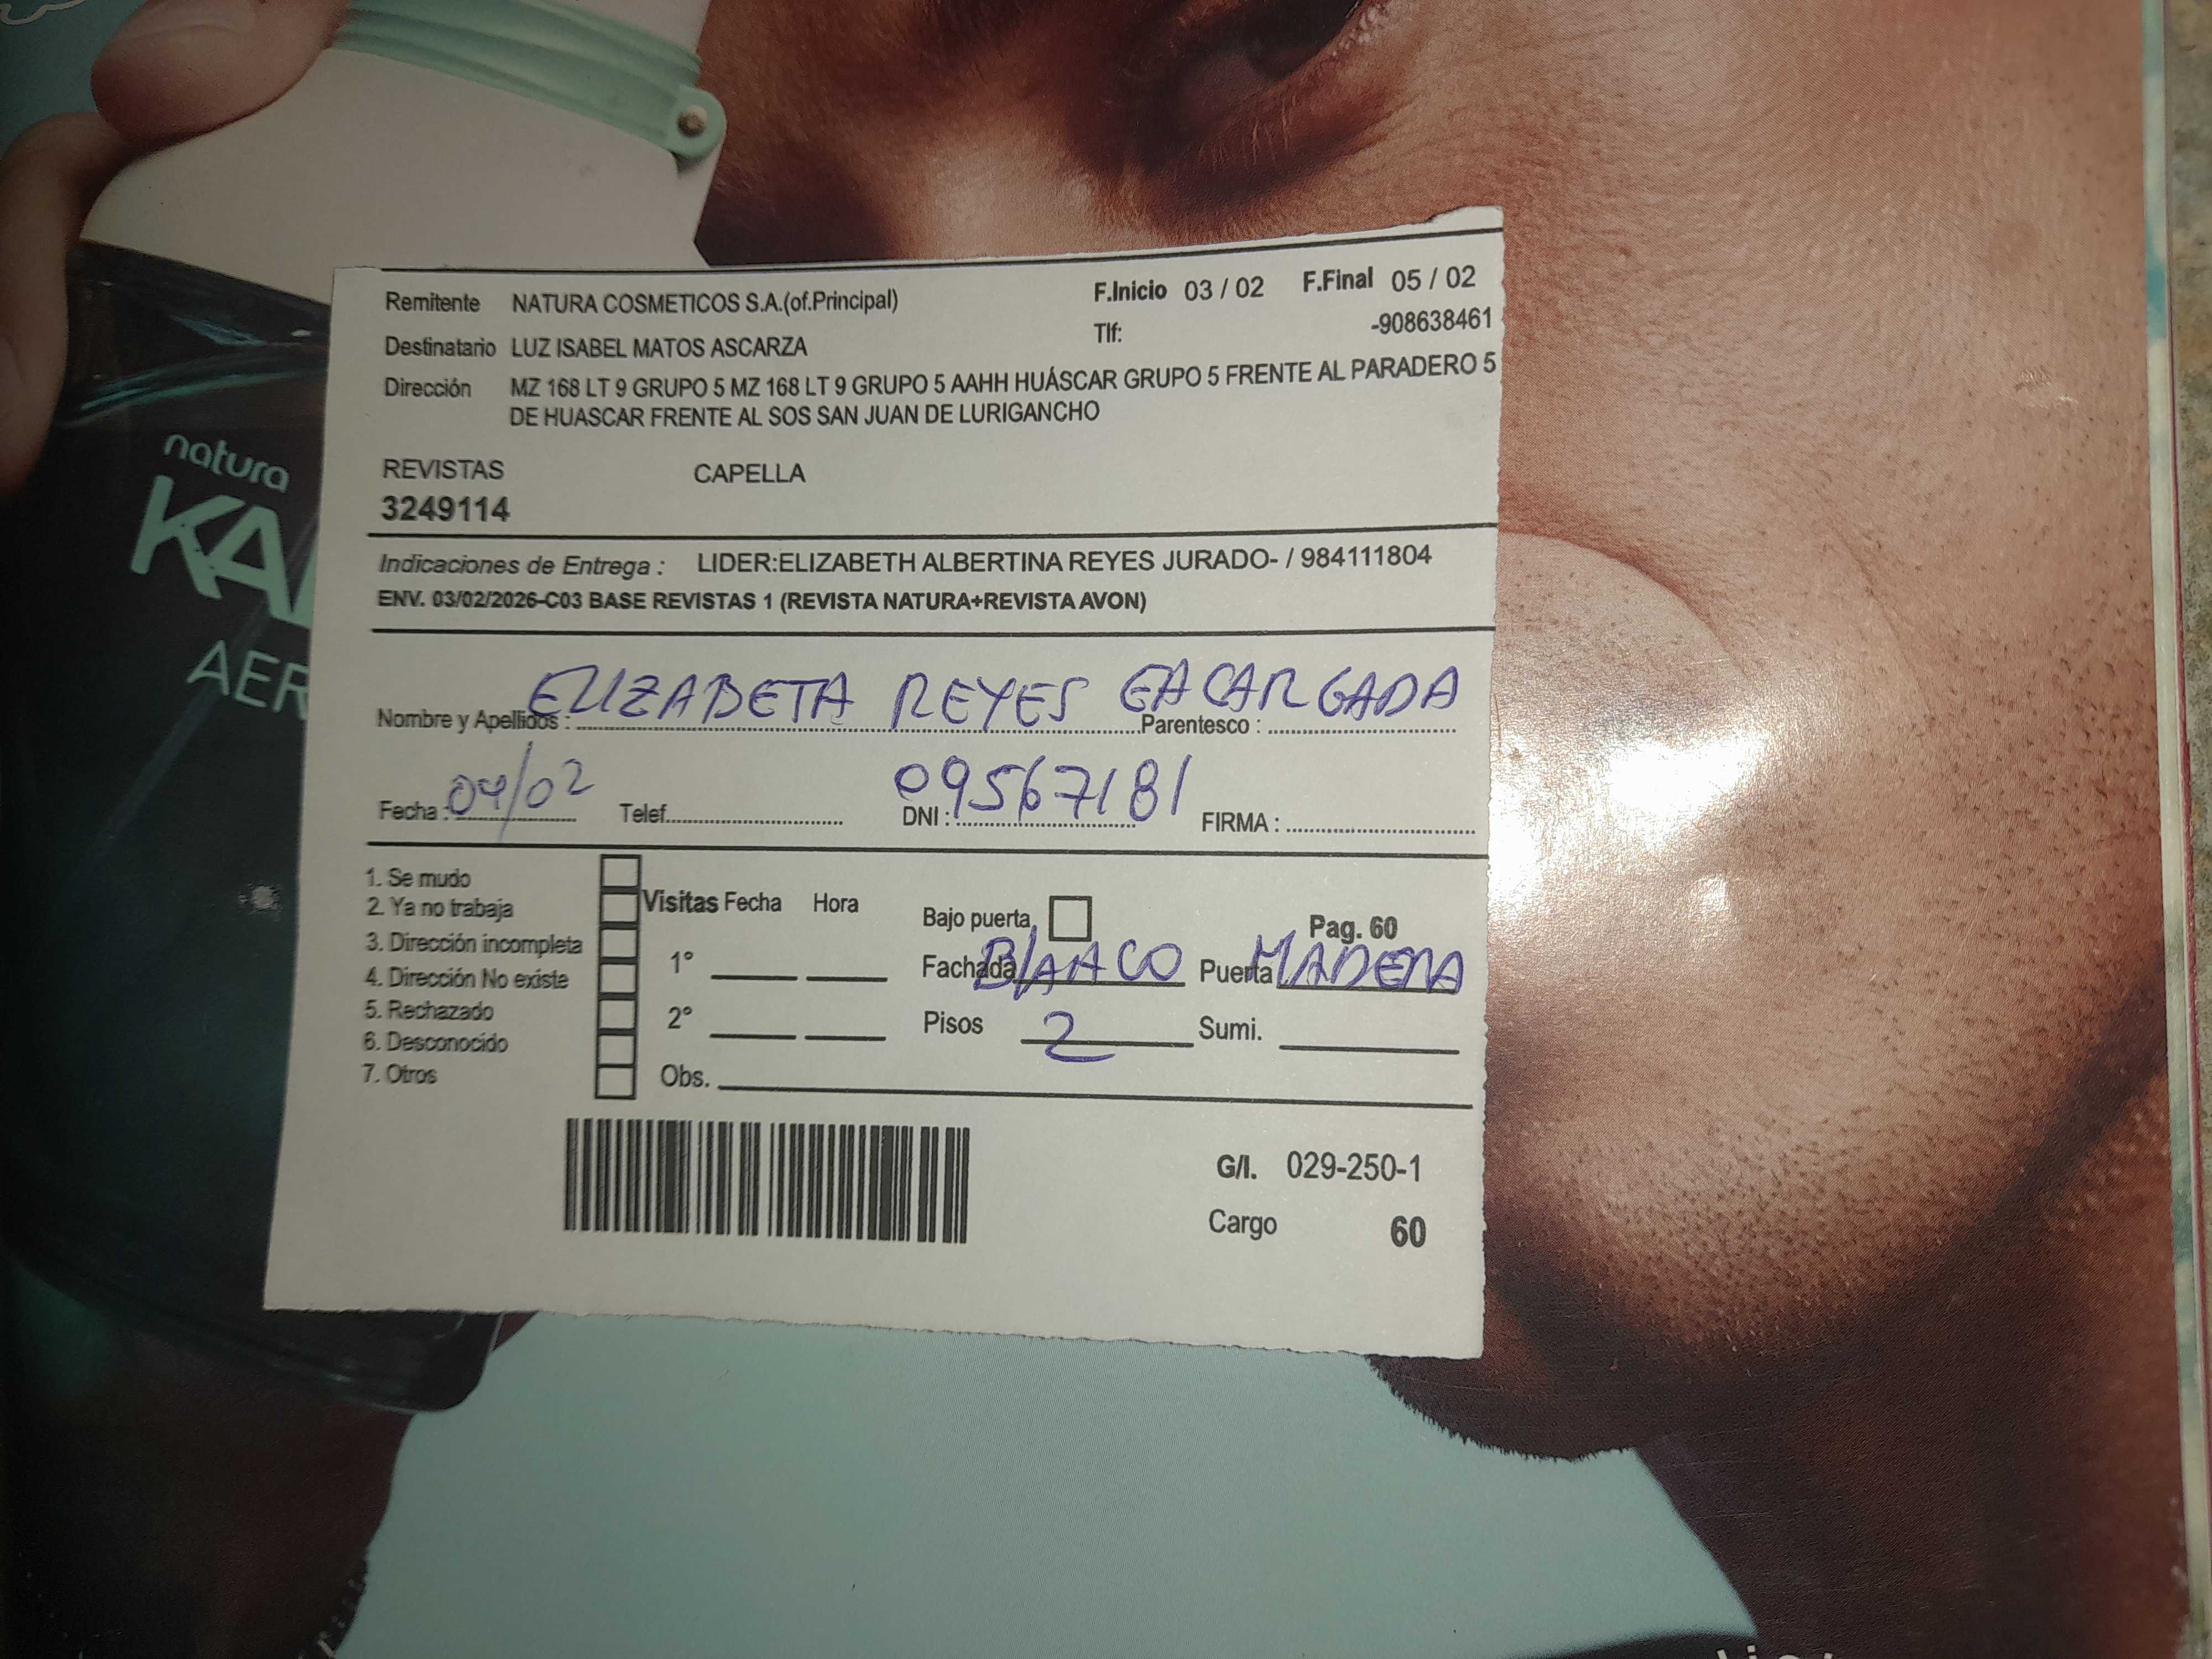 Remitente NATURA COSMETICOS S.A.(of.Principal) F.Inicio 03 / 02 F.Final 05 / 02
Tlf: -908638461
Destinatario LUZ ISABEL MATOS ASCARZA
Dirección MZ 168 LT 9 GRUPO 5 MZ 168 LT 9 GRUPO 5 AAHH HUÁSCAR GRUPO 5 FRENTE AL PARADERO 5
DE HUASCAR FRENTE AL SOS SAN JUAN DE LURIGANCHO
REVISTAS CAPELLA
3249114
Indicaciones de Entrega : LIDER:ELIZABETH ALBERTINA REYES JURADO- / 984111804
ENV. 03/02/2026-C03 BASE REVISTAS 1 (REVISTA NATURA+REVISTA AVON)
Nombre y Apellidos : ELIZABETA REYES Parentesco : ENCARGADA
Fecha : 04/02 Telef. DNI : 09567181 FIRMA :
1. Se mudo
2. Ya no trabaja
3. Dirección incompleta
4. Dirección No existe
5. Rechazado
6. Desconocido
7. Otros
Visitas Fecha Hora
1°
2°
Obs.
Bajo puerta Pag. 60
Fachada BLANCO Puerta MADERA
Pisos 2 Sumi.
G/I. 029-250-1
Cargo 60
natura
KA
AER